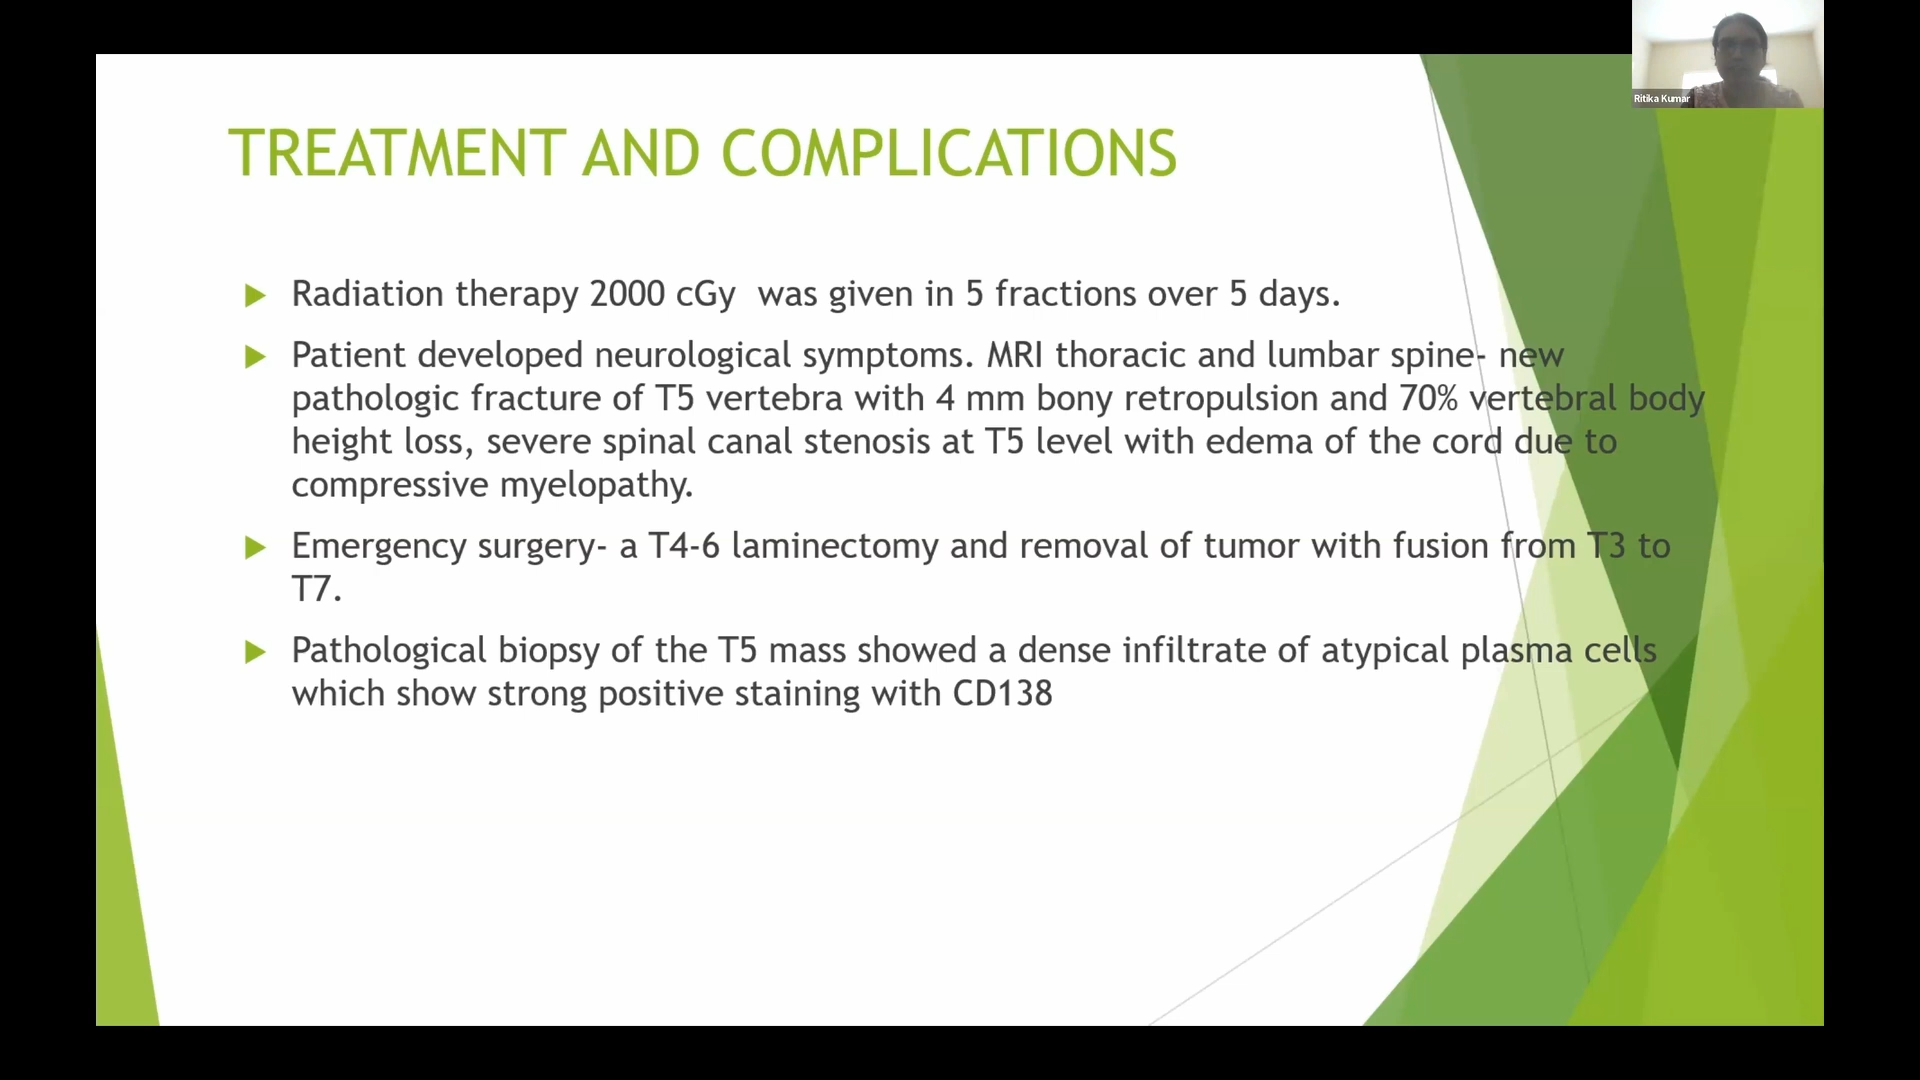 Ritika Kumar
TREATMENT AND COMPLICATIONS
Radiation therapy 2000 cGy  was given in 5 fractions over 5 days.
Patient developed neurological symptoms. MRI thoracic and lumbar spine- new
pathologic fracture of T5 vertebra with 4 mm bony retropulsion and 70% vertebral body
height loss, severe spinal canal stenosis at T5 level with edema of the cord due to
compressive myelopathy.
Emergency surgery- a T4-6 laminectomy and removal of tumor with fusion from T3 to
T7.
Pathological biopsy of the T5 mass showed a dense infiltrate of atypical plasma cells
which show strong positive staining with CD138